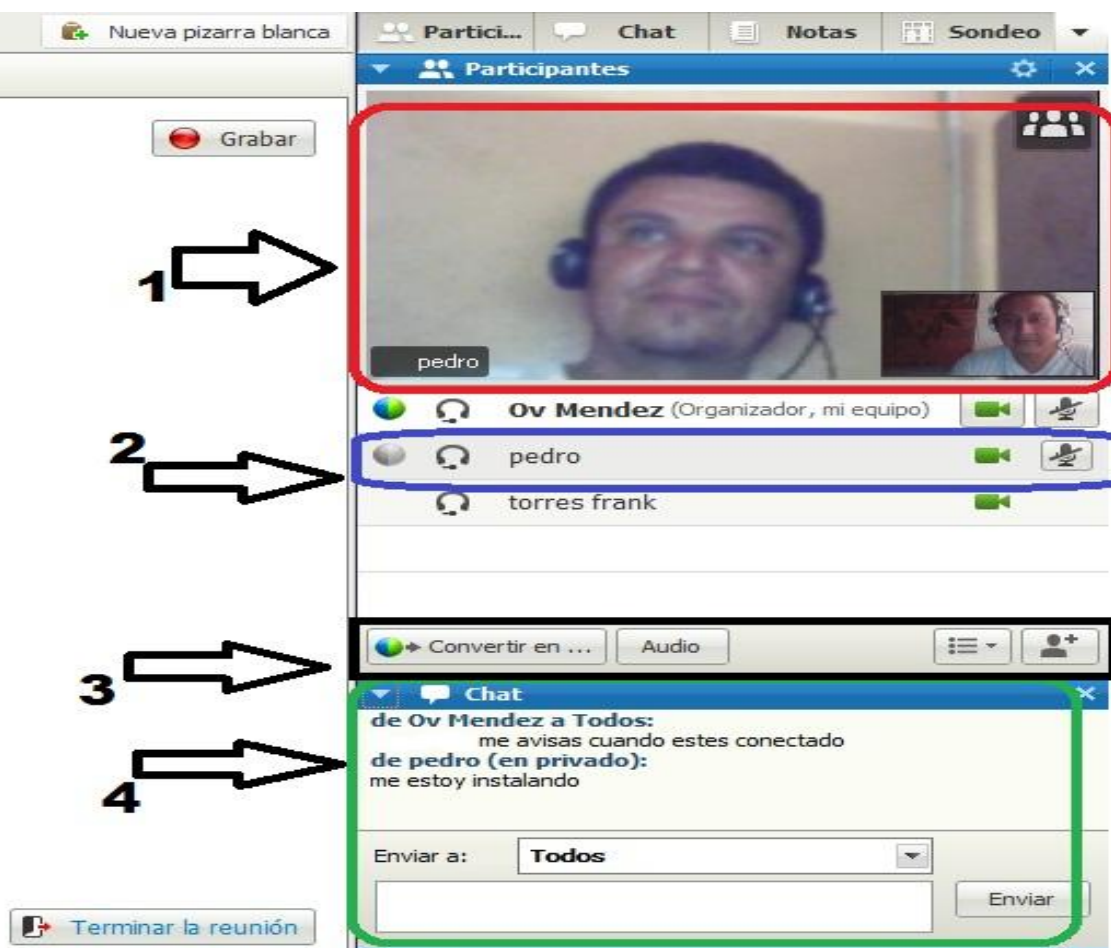 Nueva pizarra blanca
Partici... Chat Notas Sondeo
Participantes
Grabar
1
pedro
Ov Mendez (Organizador, mi equipo)
2
pedro
torres frank
Convertir en ... Audio
3
Chat
de Ov Mendez a Todos:
me avisas cuando estes conectado
de pedro (en privado):
me estoy instalando
4
Enviar a: Todos
Enviar
Terminar la reunión